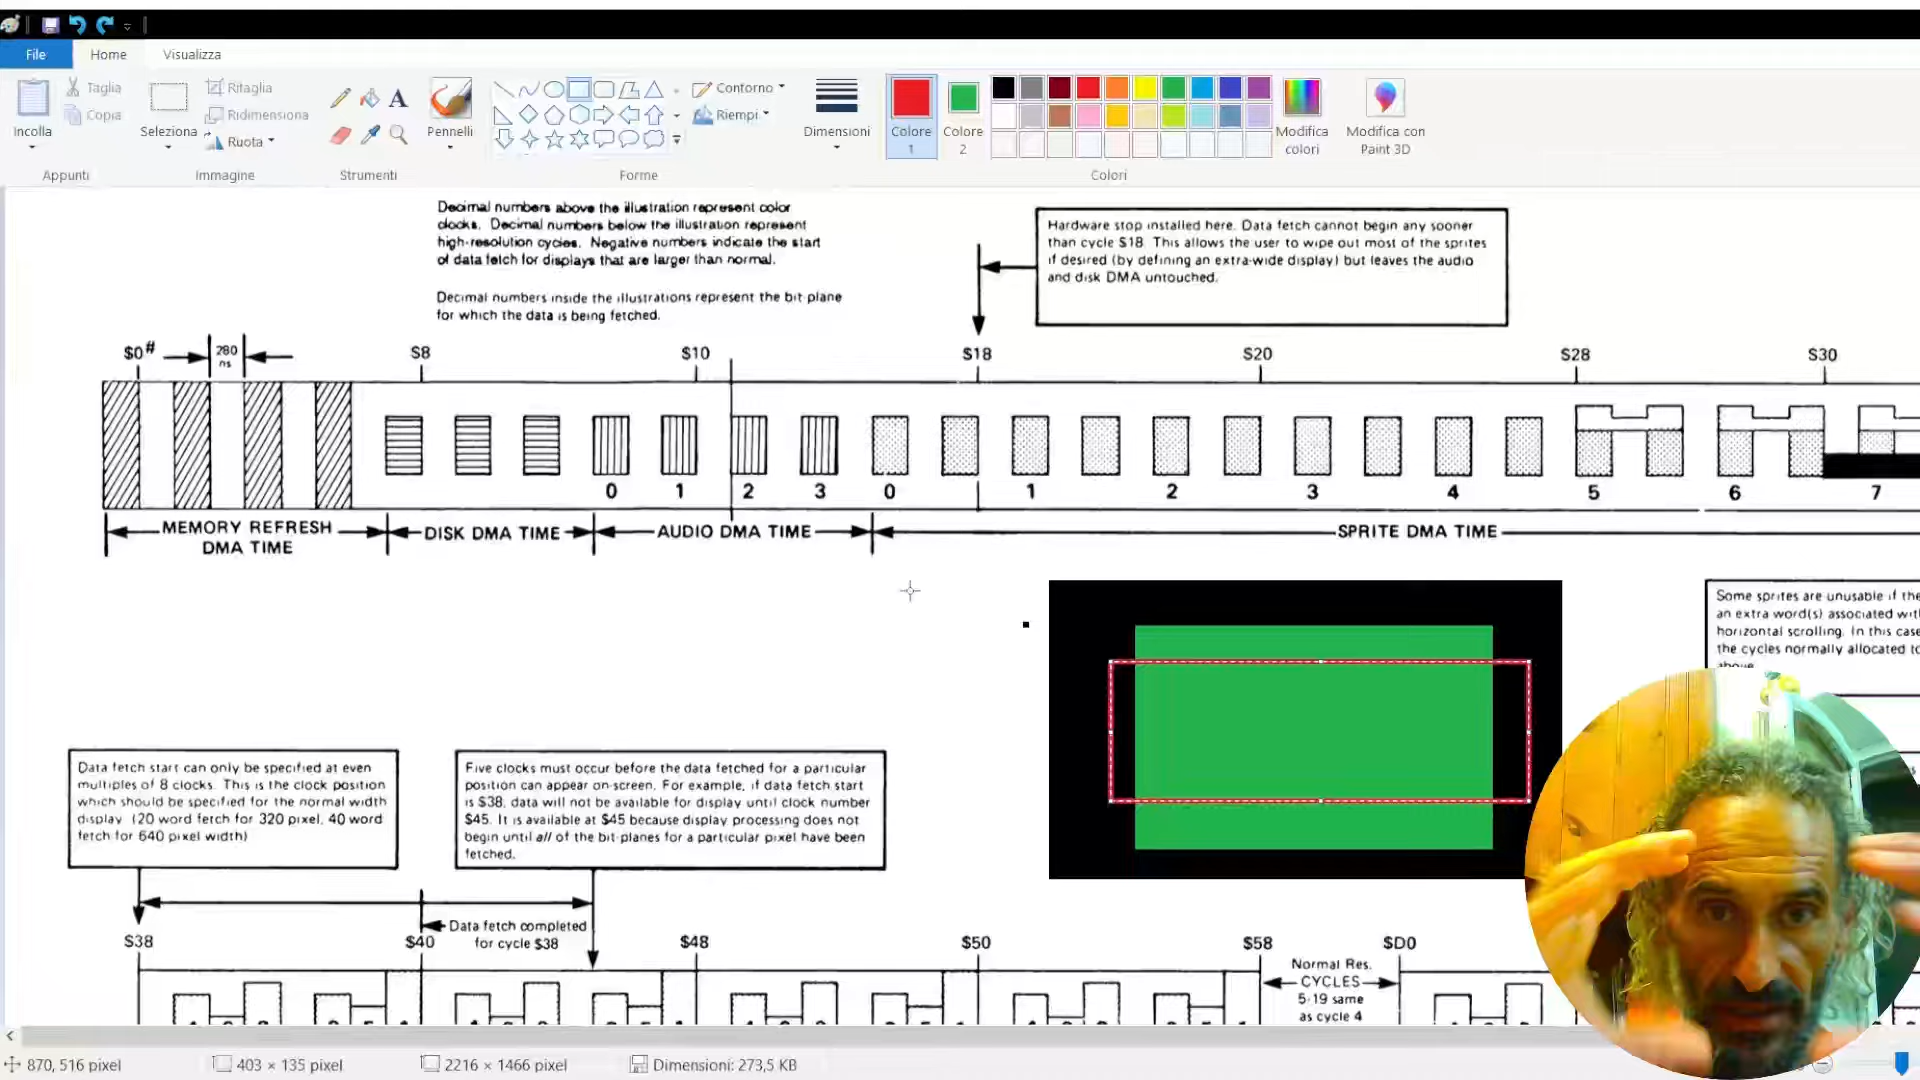 File
Home
Visualizza
Incolla
Taglia
Copia
Seleziona
Ritaglia
Ridimensiona
Ruota
Pennelli
Contorno
Riempi
Dimensioni
Colore
1
Colore
2
Modifica
colori
Modifica con
Paint 3D
Appunti
Immagine
Strumenti
Forme
Colori
Decimal numbers above the illustration represent color
clocks. Decimal numbers below the illustration represent
high-resolution cycles. Negative numbers indicate the start
of data fetch for displays that are larger than normal.
Decimal numbers inside the illustrations represent the bit plane
for which the data is being fetched.
Hardware stop installed here. Data fetch cannot begin any sooner
than cycle $18. This allows the user to wipe out most of the sprites
if desired (by defining an extra-wide display) but leaves the audio
and disk DMA untouched.
$0# 280 ns $8 $10 $18 $20 $28 $30
0 1 2 3 0 1 2 3 4 5 6 7
MEMORY REFRESH
DMA TIME
DISK DMA TIME
AUDIO DMA TIME
SPRITE DMA TIME
Some sprites are unusable if the
an extra word(s) associated
horizontal scrolling. In this case
the cycles normally allocated
above
Data fetch start can only be specified at even
multiples of 8 clocks. This is the clock position
which should be specified for the normal width
display (20 word fetch for 320 pixel, 40 word
fetch for 640 pixel width)
Five clocks must occur before the data fetched for a particular
position can appear on-screen. For example, if data fetch start
is $38, data will not be available for display until clock number
$45. It is available at $45 because display processing does not
begin until all of the bit-planes for a particular pixel have been
fetched.
Data fetch completed
for cycle $38
$38 $40 $48 $50 $58 $D0
Normal Res.
CYCLES
5-19 same
as cycle 4
870, 516 pixel
403 × 135 pixel
2216 × 1466 pixel
Dimensioni: 273,5 KB